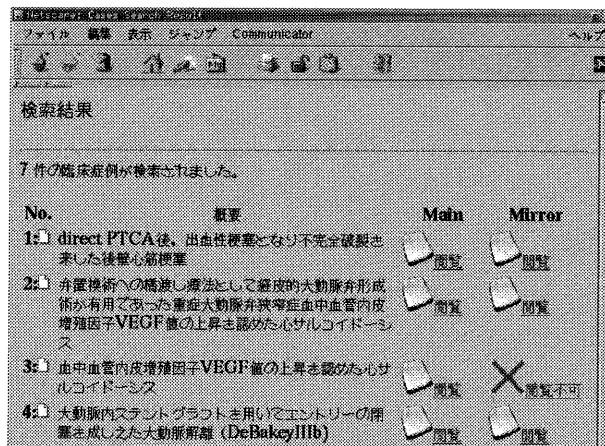 Netscape: Cases Search Result
ファイル 編集 表示 ジャンプ Communicator ヘルプ
検索結果
7 件の臨床症例が検索されました。
No. 概要 Main Mirror
1: direct PTCA後、出血性梗塞となり不完全破裂を
来した後壁心筋梗塞
閲覧 閲覧
2: 弁置換術への橋渡し療法として経皮的大動脈弁形成
術が有用であった重症大動脈弁狭窄症血中血管内皮
増殖因子VEGF値の上昇を認めた心サルコイドーシ
ス
閲覧 閲覧
3: 血中血管内皮増殖因子VEGF値の上昇を認めた心サ
ルコイドーシス
閲覧 閲覧不可
4: 大動脈内ステントグラフトを用いてエントリーの閉
塞を成しえた大動脈解離 (DeBakeyIIIb)
閲覧 閲覧